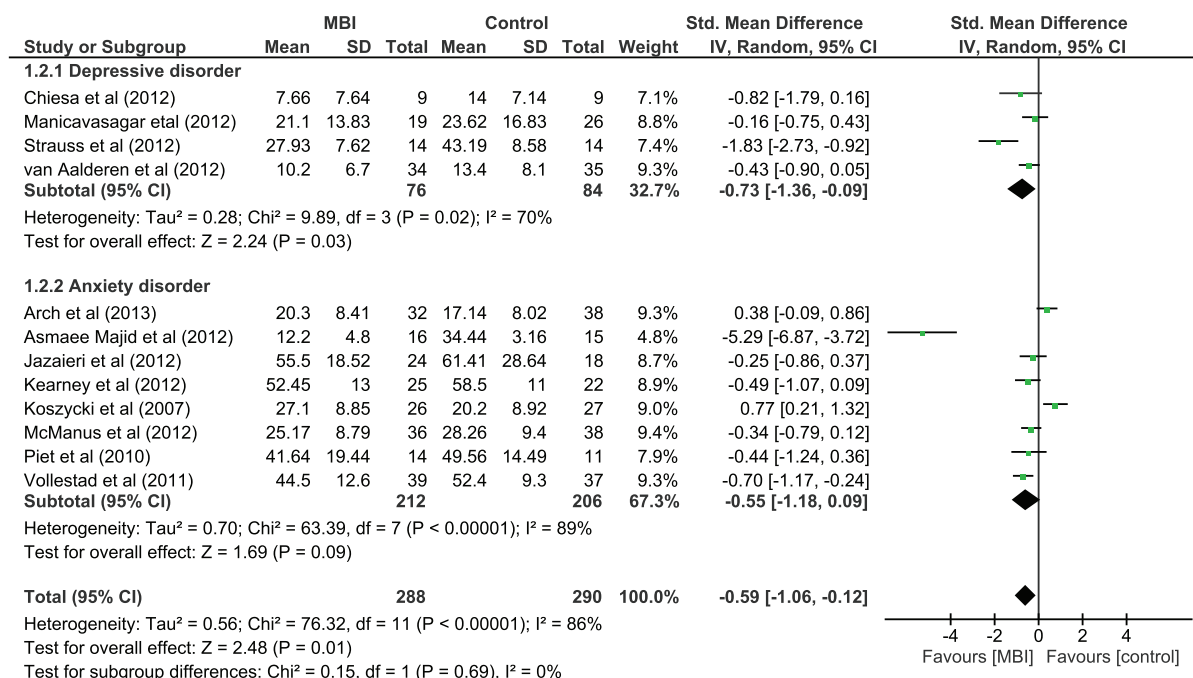 MBI Control Std. Mean Difference Std. Mean Difference
Study or Subgroup Mean SD Total Mean SD Total Weight IV, Random, 95% CI IV, Random, 95% CI
1.2.1 Depressive disorder
Chiesa et al (2012) 7.66 7.64 9 14 7.14 9 7.1% -0.82 [-1.79, 0.16]
Manicavasagar etal (2012) 21.1 13.83 19 23.62 16.83 26 8.8% -0.16 [-0.75, 0.43]
Strauss et al (2012) 27.93 7.62 14 43.19 8.58 14 7.4% -1.83 [-2.73, -0.92]
van Aalderen et al (2012) 10.2 6.7 34 13.4 8.1 35 9.3% -0.43 [-0.90, 0.05]
Subtotal (95% CI) 76 84 32.7% -0.73 [-1.36, -0.09]
Heterogeneity: Tau² = 0.28; Chi² = 9.89, df = 3 (P = 0.02); I² = 70%
Test for overall effect: Z = 2.24 (P = 0.03)
1.2.2 Anxiety disorder
Arch et al (2013) 20.3 8.41 32 17.14 8.02 38 9.3% 0.38 [-0.09, 0.86]
Asmaee Majid et al (2012) 12.2 4.8 16 34.44 3.16 15 4.8% -5.29 [-6.87, -3.72]
Jazaieri et al (2012) 55.5 18.52 24 61.41 28.64 18 8.7% -0.25 [-0.86, 0.37]
Kearney et al (2012) 52.45 13 25 58.5 11 22 8.9% -0.49 [-1.07, 0.09]
Koszycki et al (2007) 27.1 8.85 26 20.2 8.92 27 9.0% 0.77 [0.21, 1.32]
McManus et al (2012) 25.17 8.79 36 28.26 9.4 38 9.4% -0.34 [-0.79, 0.12]
Piet et al (2010) 41.64 19.44 14 49.56 14.49 11 7.9% -0.44 [-1.24, 0.36]
Vollestad et al (2011) 44.5 12.6 39 52.4 9.3 37 9.3% -0.70 [-1.17, -0.24]
Subtotal (95% CI) 212 206 67.3% -0.55 [-1.18, 0.09]
Heterogeneity: Tau² = 0.70; Chi² = 63.39, df = 7 (P < 0.00001); I² = 89%
Test for overall effect: Z = 1.69 (P = 0.09)
Total (95% CI) 288 290 100.0% -0.59 [-1.06, -0.12]
Heterogeneity: Tau² = 0.56; Chi² = 76.32, df = 11 (P < 0.00001); I² = 86%
Test for overall effect: Z = 2.48 (P = 0.01)
Test for subgroup differences: Chi² = 0.15, df = 1 (P = 0.69), I² = 0%
-4 -2 0 2 4
Favours [MBI] Favours [control]